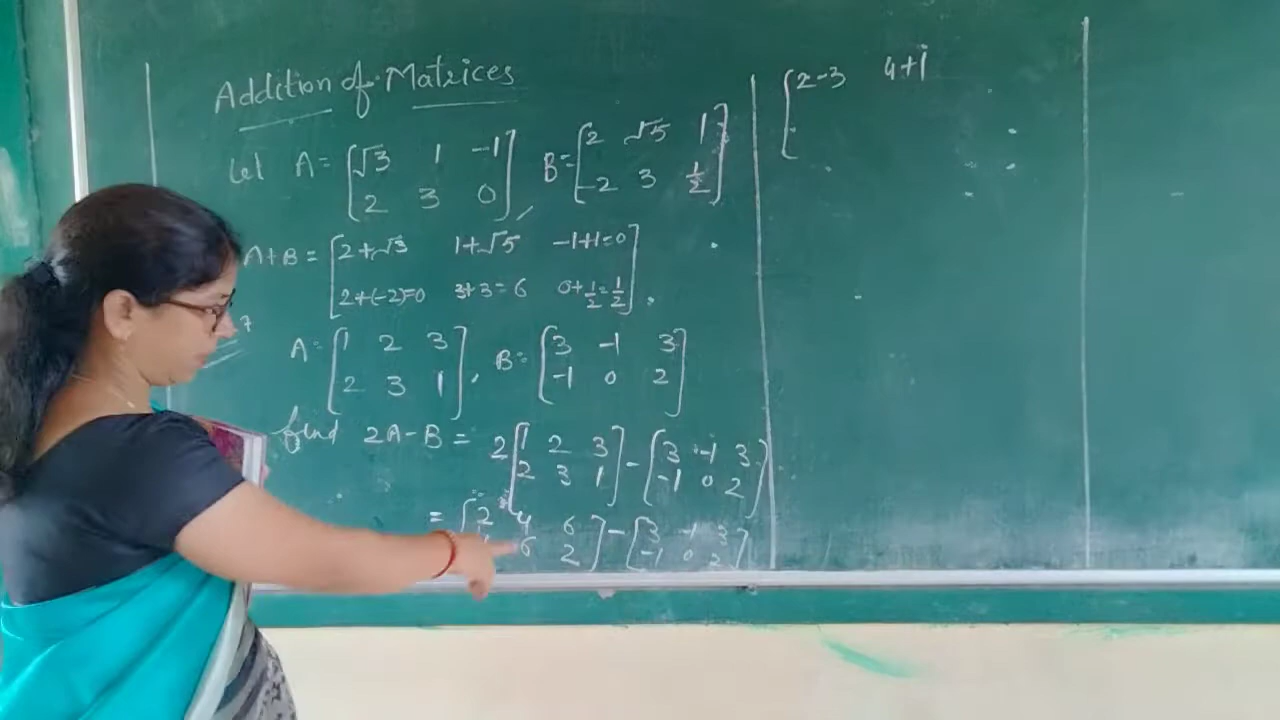 Addition of Matrices
Let A = [√3 1 -1 B = [2 √5 1
2 3 0] , -2 3 1/2]
A+B = [2+√3 1+√5 -1+1=0
2+(-2)=0 3+3=6 0+1/2=1/2] .
7
A = [1 2 3 B = [3 -1 3
2 3 1] , -1 0 2]
find 2A-B = 2[1 2 3 - [3 -1 3
2 3 1] -1 0 2]
= [2 4 6 - [3 -1 3
6 2] -1 0 2]
[2-3 4+1